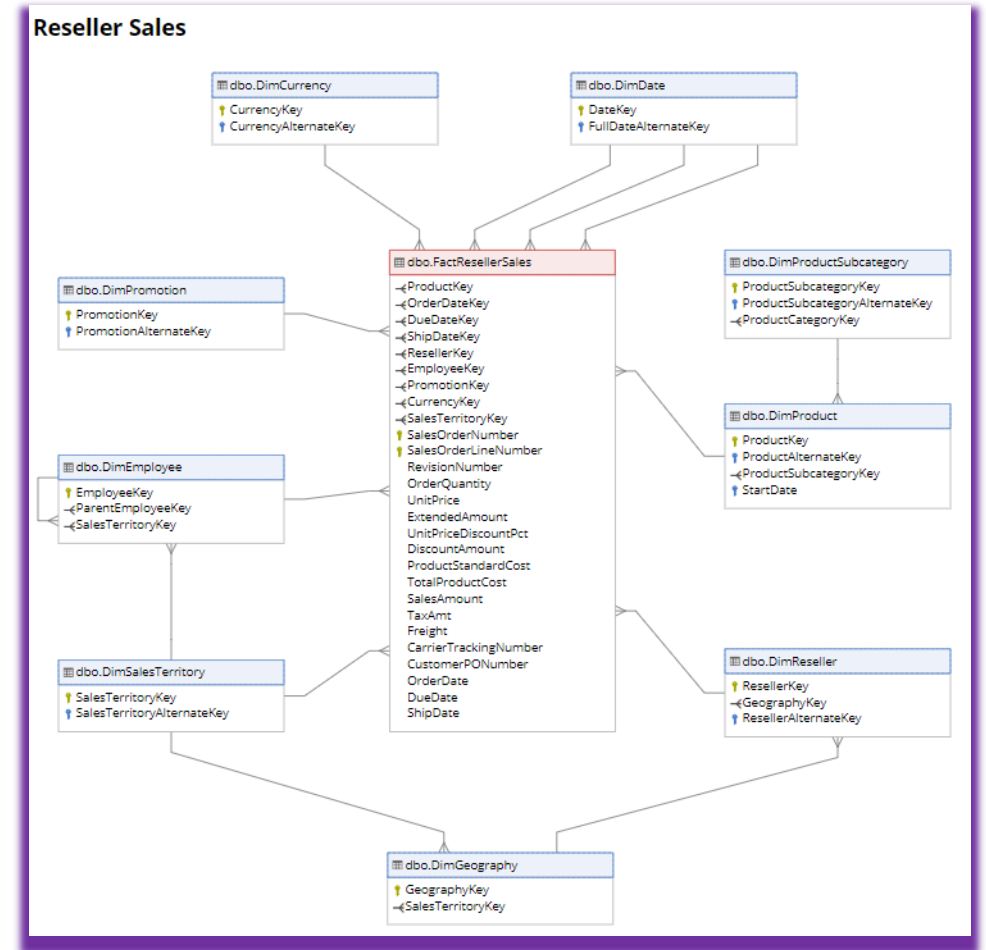 Reseller Sales
dbo.DimCurrency
CurrencyKey
CurrencyAlternateKey
dbo.DimDate
DateKey
FullDateAlternateKey
dbo.FactResellerSales
ProductKey
OrderDateKey
DueDateKey
ShipDateKey
ResellerKey
EmployeeKey
PromotionKey
CurrencyKey
SalesTerritoryKey
SalesOrderNumber
SalesOrderLineNumber
RevisionNumber
OrderQuantity
UnitPrice
ExtendedAmount
UnitPriceDiscountPct
DiscountAmount
ProductStandardCost
TotalProductCost
SalesAmount
TaxAmt
Freight
CarrierTrackingNumber
CustomerPONumber
OrderDate
DueDate
ShipDate
dbo.DimProductSubcategory
ProductSubcategoryKey
ProductSubcategoryAlternateKey
ProductCategoryKey
dbo.DimPromotion
PromotionKey
PromotionAlternateKey
dbo.DimProduct
ProductKey
ProductAlternateKey
ProductSubcategoryKey
StartDate
dbo.DimEmployee
EmployeeKey
ParentEmployeeKey
SalesTerritoryKey
dbo.DimSalesTerritory
SalesTerritoryKey
SalesTerritoryAlternateKey
dbo.DimReseller
ResellerKey
GeographyKey
ResellerAlternateKey
dbo.DimGeography
GeographyKey
SalesTerritoryKey